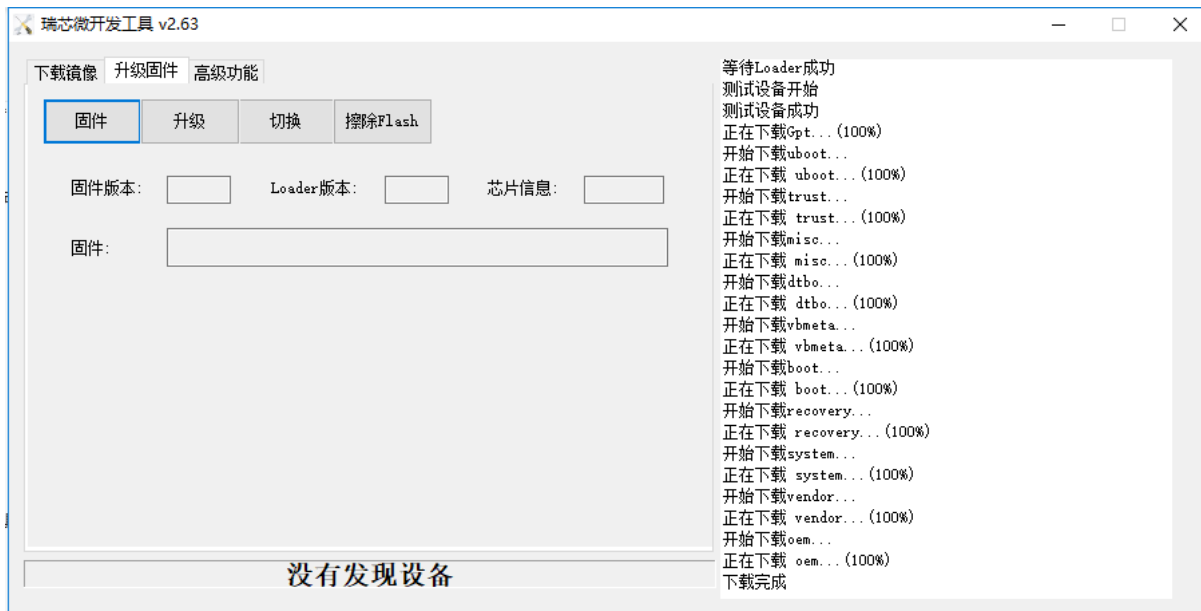 瑞芯微开发工具 v2.63
下载镜像 升级固件 高级功能
固件 升级 切换 擦除Flash
固件版本: Loader版本: 芯片信息:
固件:
没有发现设备
等待Loader成功
测试设备开始
测试设备成功
正在下载Gpt...(100%)
开始下载uboot...
正在下载 uboot...(100%)
开始下载trust...
正在下载 trust...(100%)
开始下载misc...
正在下载 misc...(100%)
开始下载dtbo...
正在下载 dtbo...(100%)
开始下载vbmeta...
正在下载 vbmeta...(100%)
开始下载boot...
正在下载 boot...(100%)
开始下载recovery...
正在下载 recovery...(100%)
开始下载system...
正在下载 system...(100%)
开始下载vendor...
正在下载 vendor...(100%)
开始下载oem...
正在下载 oem...(100%)
下载完成